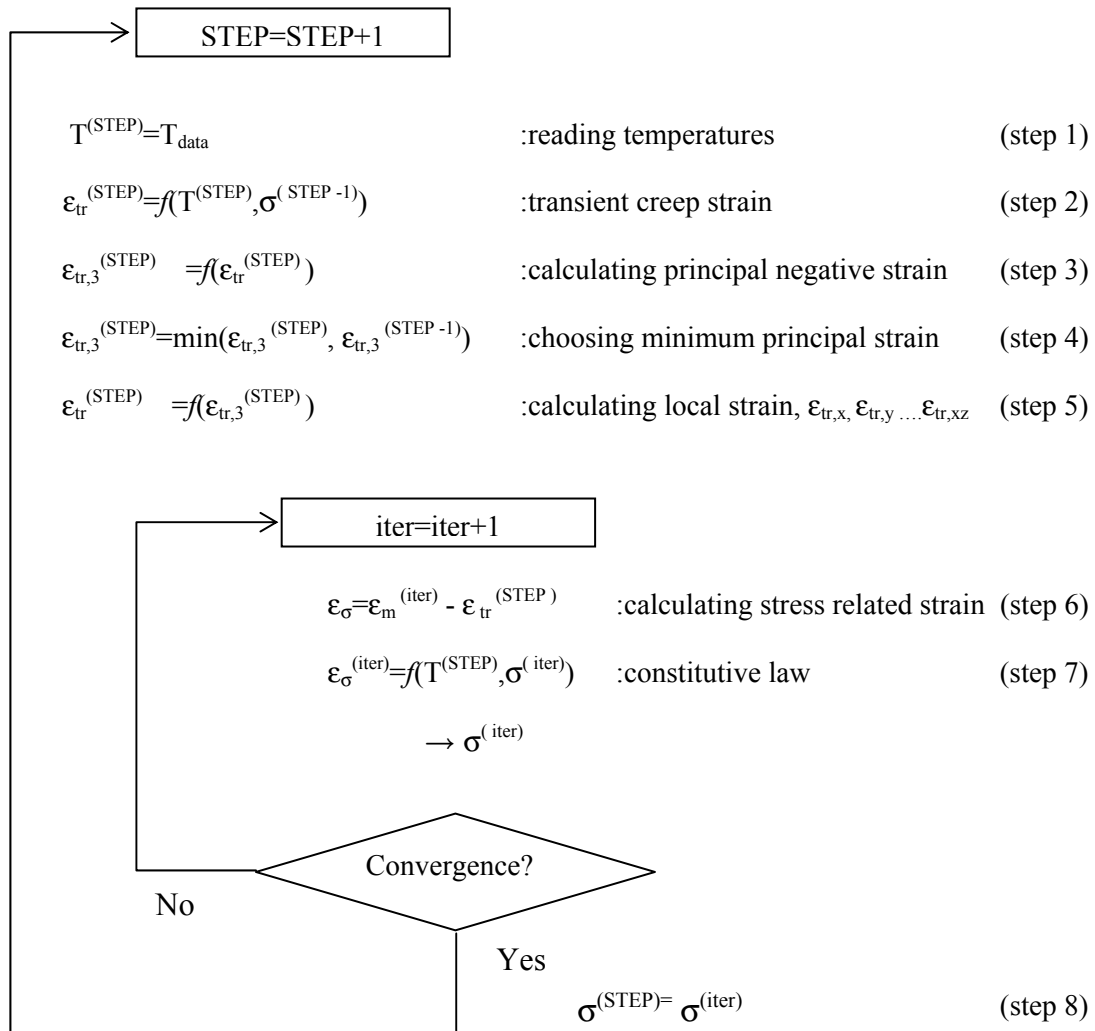 STEP=STEP+1
T(STEP)=Tdata :reading temperatures (step 1)
εtr(STEP)=f(T(STEP),σ( STEP -1)) :transient creep strain (step 2)
εtr,3(STEP) =f(εtr(STEP) ) :calculating principal negative strain (step 3)
εtr,3(STEP)=min(εtr,3 (STEP), εtr,3 (STEP -1)) :choosing minimum principal strain (step 4)
εtr(STEP) =f(εtr,3(STEP) ) :calculating local strain, εtr,x, εtr,y ….εtr,xz (step 5)
iter=iter+1
εσ=εm (iter) - ε tr(STEP ) :calculating stress related strain (step 6)
εσ(iter)=f(T(STEP),σ( iter)) :constitutive law (step 7)
→ σ( iter)
Convergence?
No
Yes
σ(STEP)= σ(iter) (step 8)